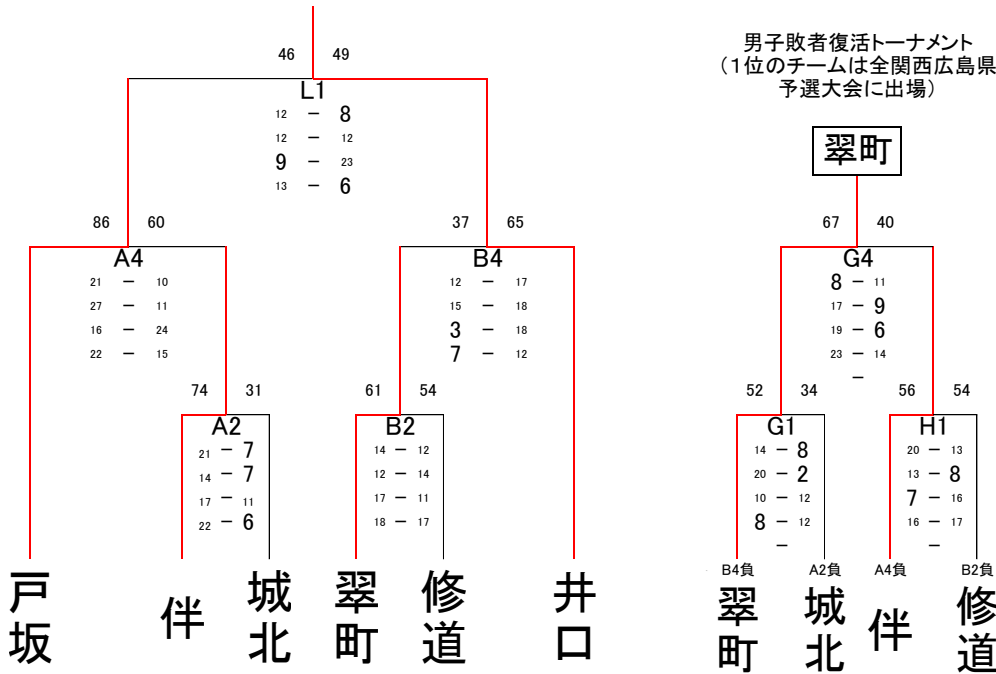 46 49
L1
12 － 8
12 － 12
9 － 23
13 － 6
86 60
A4
21 － 10
27 － 11
16 － 24
22 － 15
37 65
B4
12 － 17
15 － 18
3 － 18
7 － 12
74 31
A2
21 － 7
14 － 7
17 － 11
22 － 6
61 54
B2
14 － 12
12 － 14
17 － 11
18 － 17
戸坂
伴
城北
翠町
修道
井口
男子敗者復活トーナメント
（１位のチームは全関西広島県
予選大会に出場）
翠町
67 40
G4
8 － 11
17 － 9
19 － 6
23 － 14
－
52 34
G1
14 － 8
20 － 2
10 － 12
8 － 12
－
56 54
H1
20 － 13
13 － 8
7 － 16
16 － 17
－
B4負 A2負 A4負 B2負
翠町
城北
伴
修道